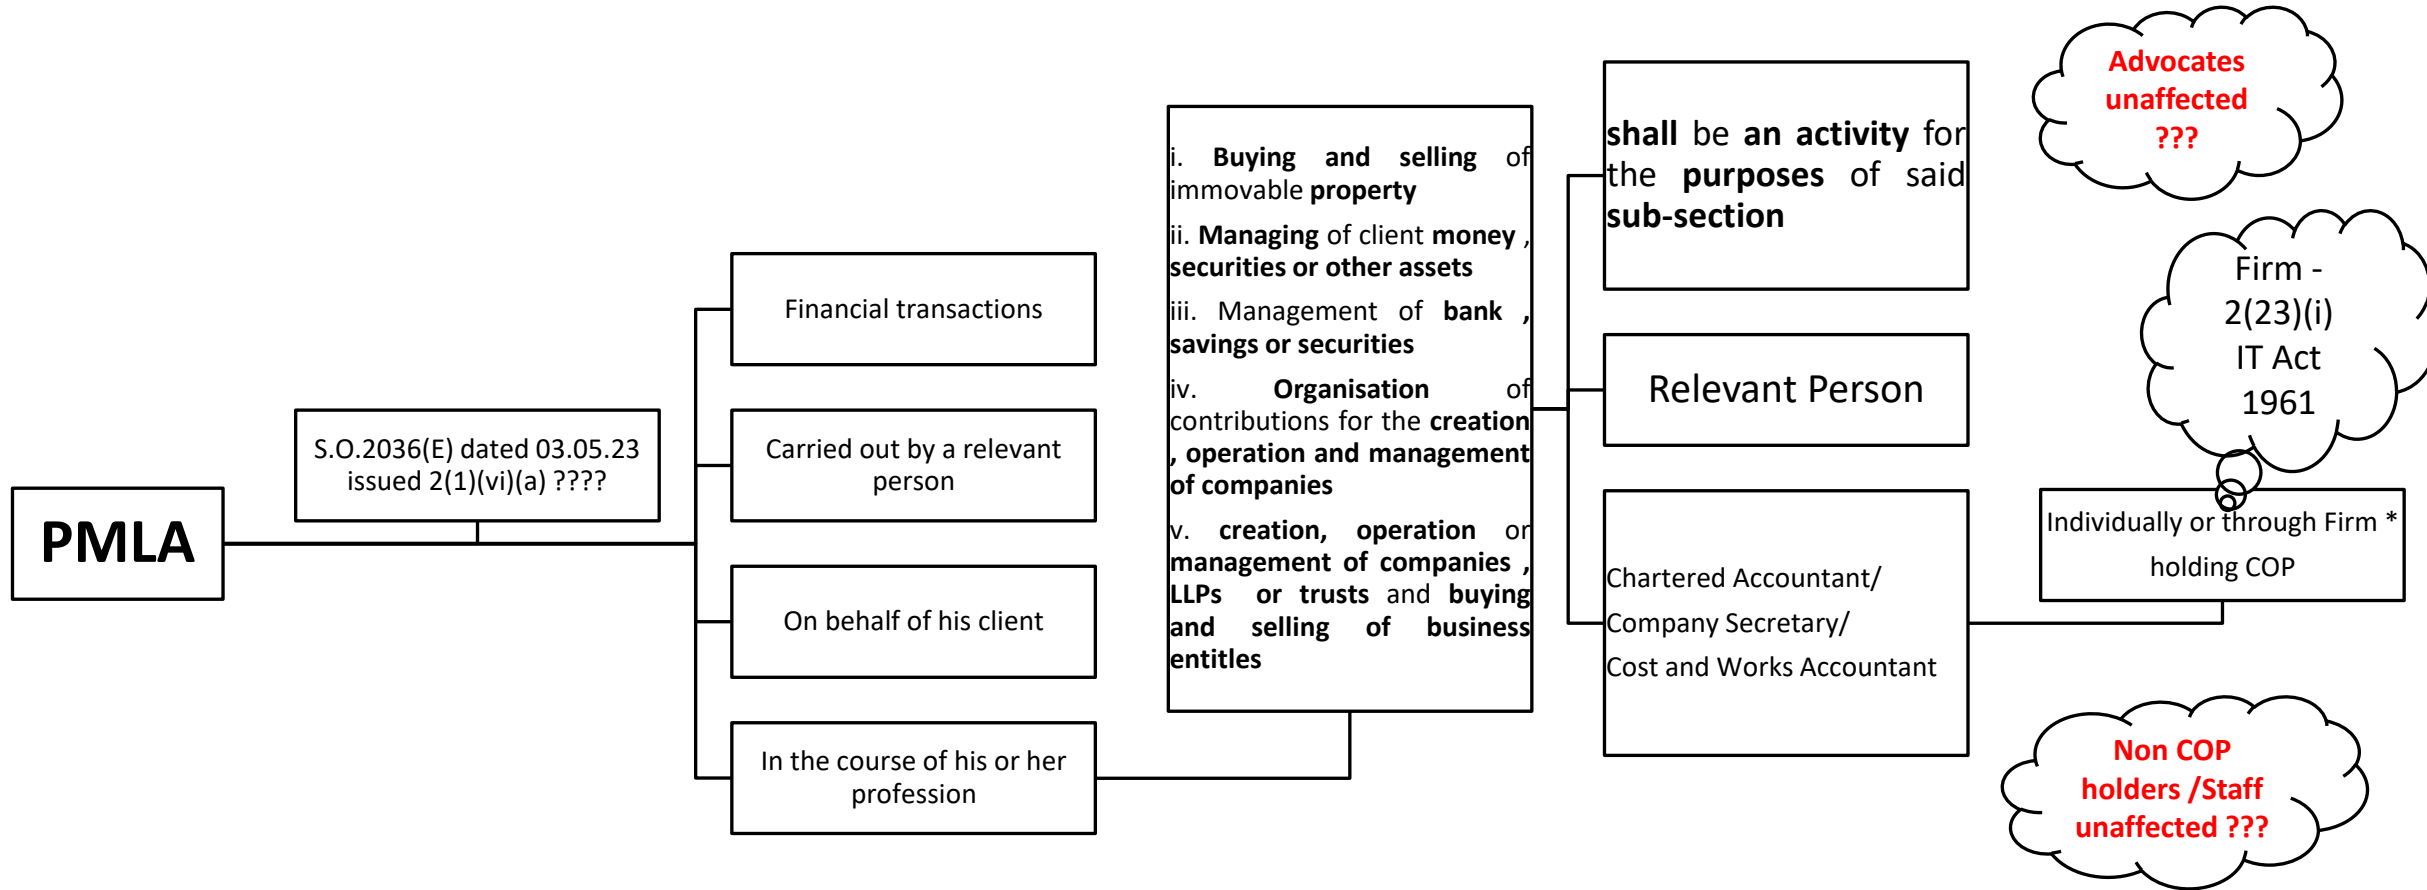 PMLA
S.O.2036(E) dated 03.05.23
issued 2(1)(vi)(a) ????
Financial transactions
Carried out by a relevant
person
On behalf of his client
In the course of his or her
profession
i. Buying and selling of
immovable property
ii. Managing of client money ,
securities or other assets
iii. Management of bank ,
savings or securities
iv. Organisation of
contributions for the creation
, operation and management
of companies
v. creation, operation or
management of companies ,
LLPs or trusts and buying
and selling of business
entitles
shall be an activity for
the purposes of said
sub-section
Relevant Person
Chartered Accountant/
Company Secretary/
Cost and Works Accountant
Advocates
unaffected
???
Firm -
2(23)(i)
IT Act
1961
Individually or through Firm *
holding COP
Non COP
holders /Staff
unaffected ???